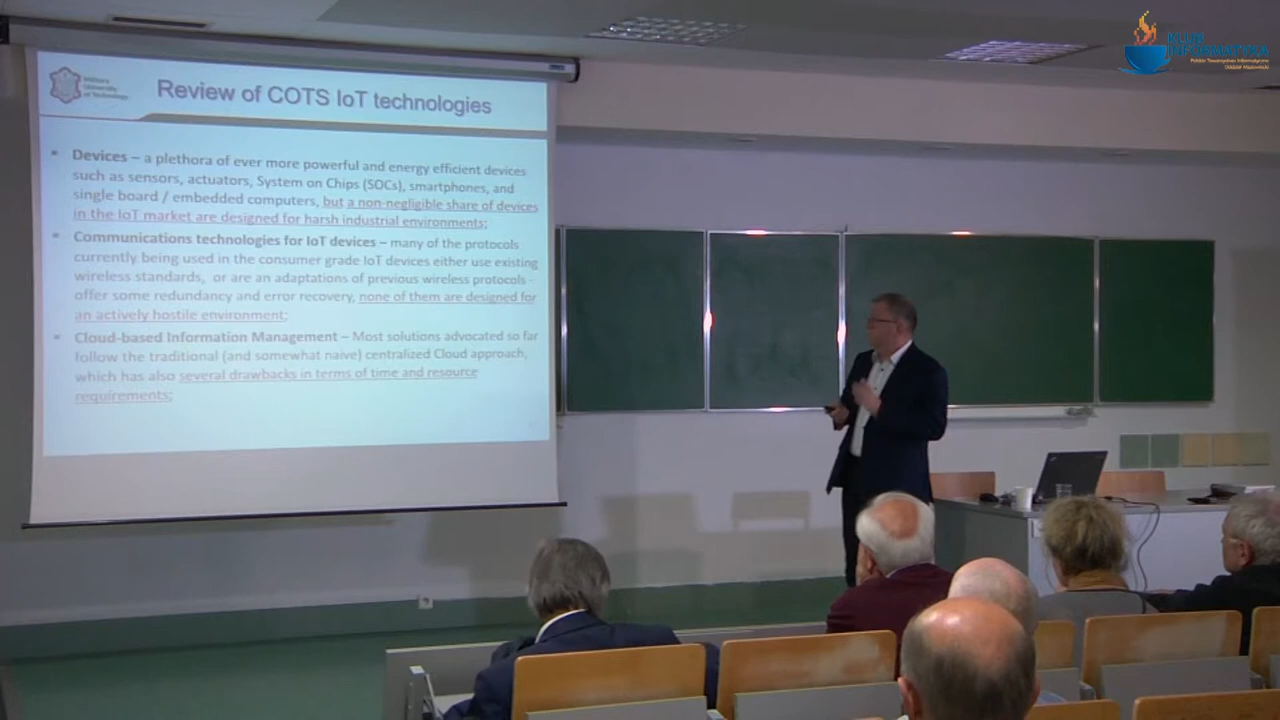 KLUB
INFORMATYKA
Polskie Towarzystwo Informatyczne
Oddział Mazowiecki
Military
University
of Technology
Review of COTS IoT technologies
Devices – a plethora of ever more powerful and energy efficient devices
such as sensors, actuators, System on Chips (SOCs), smartphones, and
single board / embedded computers, but a non-negligible share of devices
in the IoT market are designed for harsh industrial environments;
Communications technologies for IoT devices – many of the protocols
currently being used in the consumer grade IoT devices either use existing
wireless standards, or are an adaptations of previous wireless protocols -
offer some redundancy and error recovery, none of them are designed for
an actively hostile environment;
Cloud-based Information Management – Most solutions advocated so far
follow the traditional (and somewhat naive) centralized Cloud approach,
which has also several drawbacks in terms of time and resource
requirements;